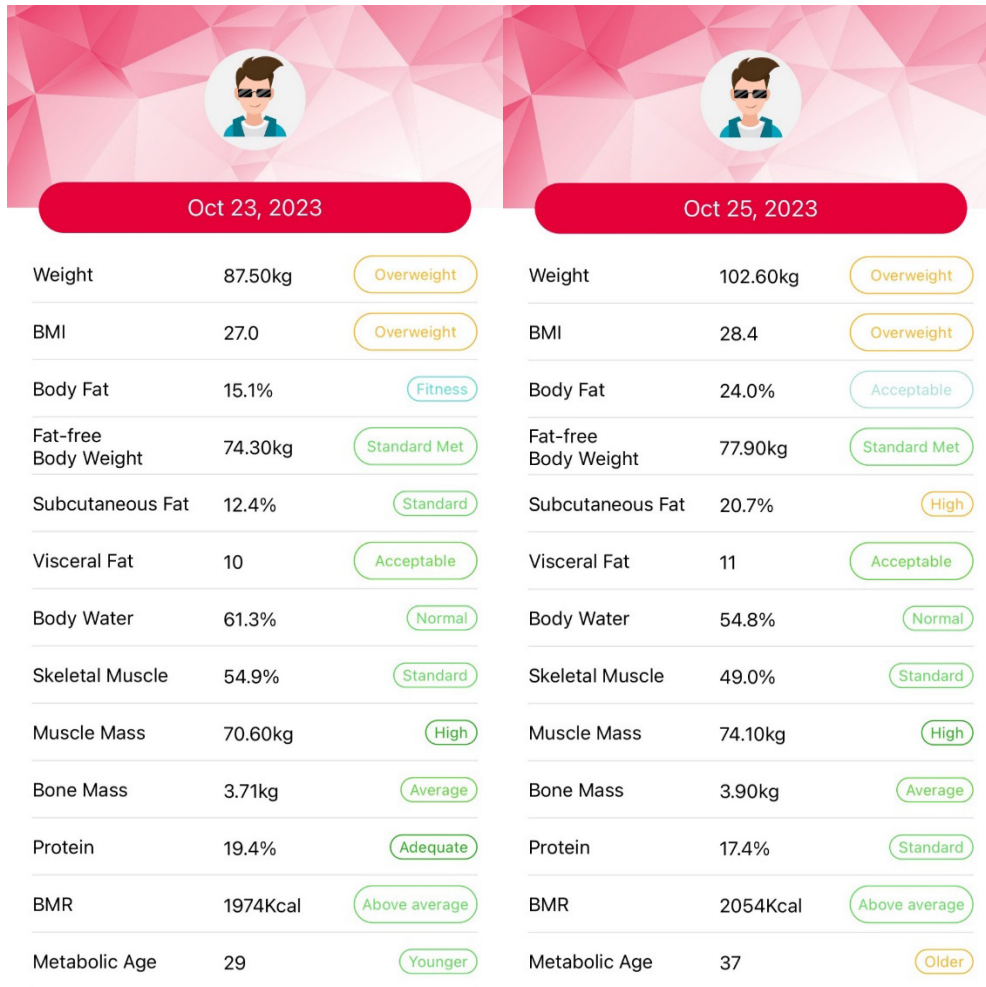 Oct 23, 2023
Weight 87.50kg Overweight
BMI 27.0 Overweight
Body Fat 15.1% Fitness
Fat-free
Body Weight 74.30kg Standard Met
Subcutaneous Fat 12.4% Standard
Visceral Fat 10 Acceptable
Body Water 61.3% Normal
Skeletal Muscle 54.9% Standard
Muscle Mass 70.60kg High
Bone Mass 3.71kg Average
Protein 19.4% Adequate
BMR 1974Kcal Above average
Metabolic Age 29 Younger
Oct 25, 2023
Weight 102.60kg Overweight
BMI 28.4 Overweight
Body Fat 24.0% Acceptable
Fat-free
Body Weight 77.90kg Standard Met
Subcutaneous Fat 20.7% High
Visceral Fat 11 Acceptable
Body Water 54.8% Normal
Skeletal Muscle 49.0% Standard
Muscle Mass 74.10kg High
Bone Mass 3.90kg Average
Protein 17.4% Standard
BMR 2054Kcal Above average
Metabolic Age 37 Older